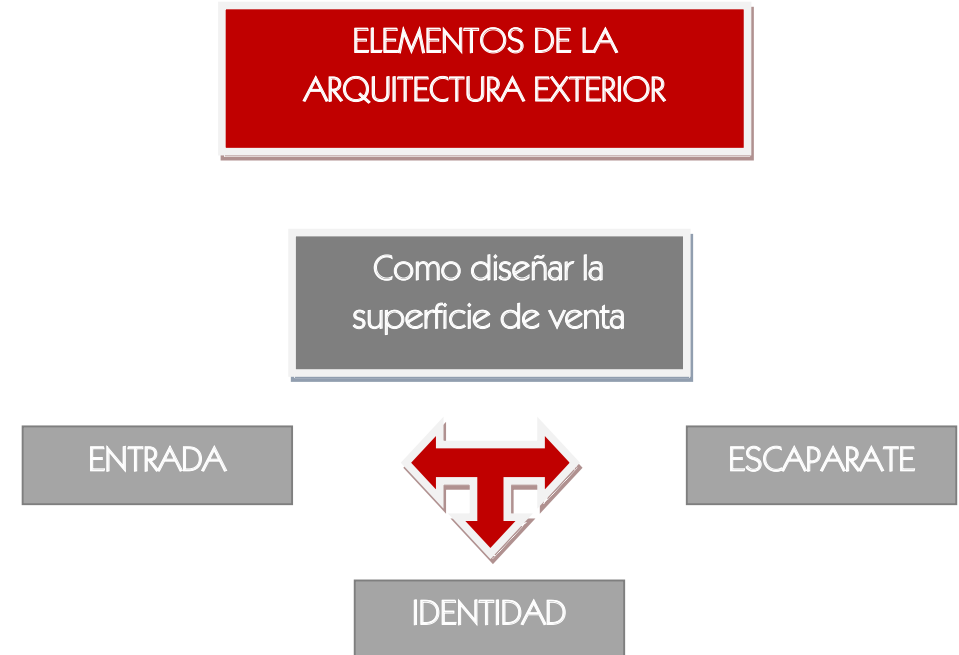 ELEMENTOS DE LA
ARQUITECTURA EXTERIOR
Como diseñar la
superficie de venta
ENTRADA
ESCAPARATE
IDENTIDAD